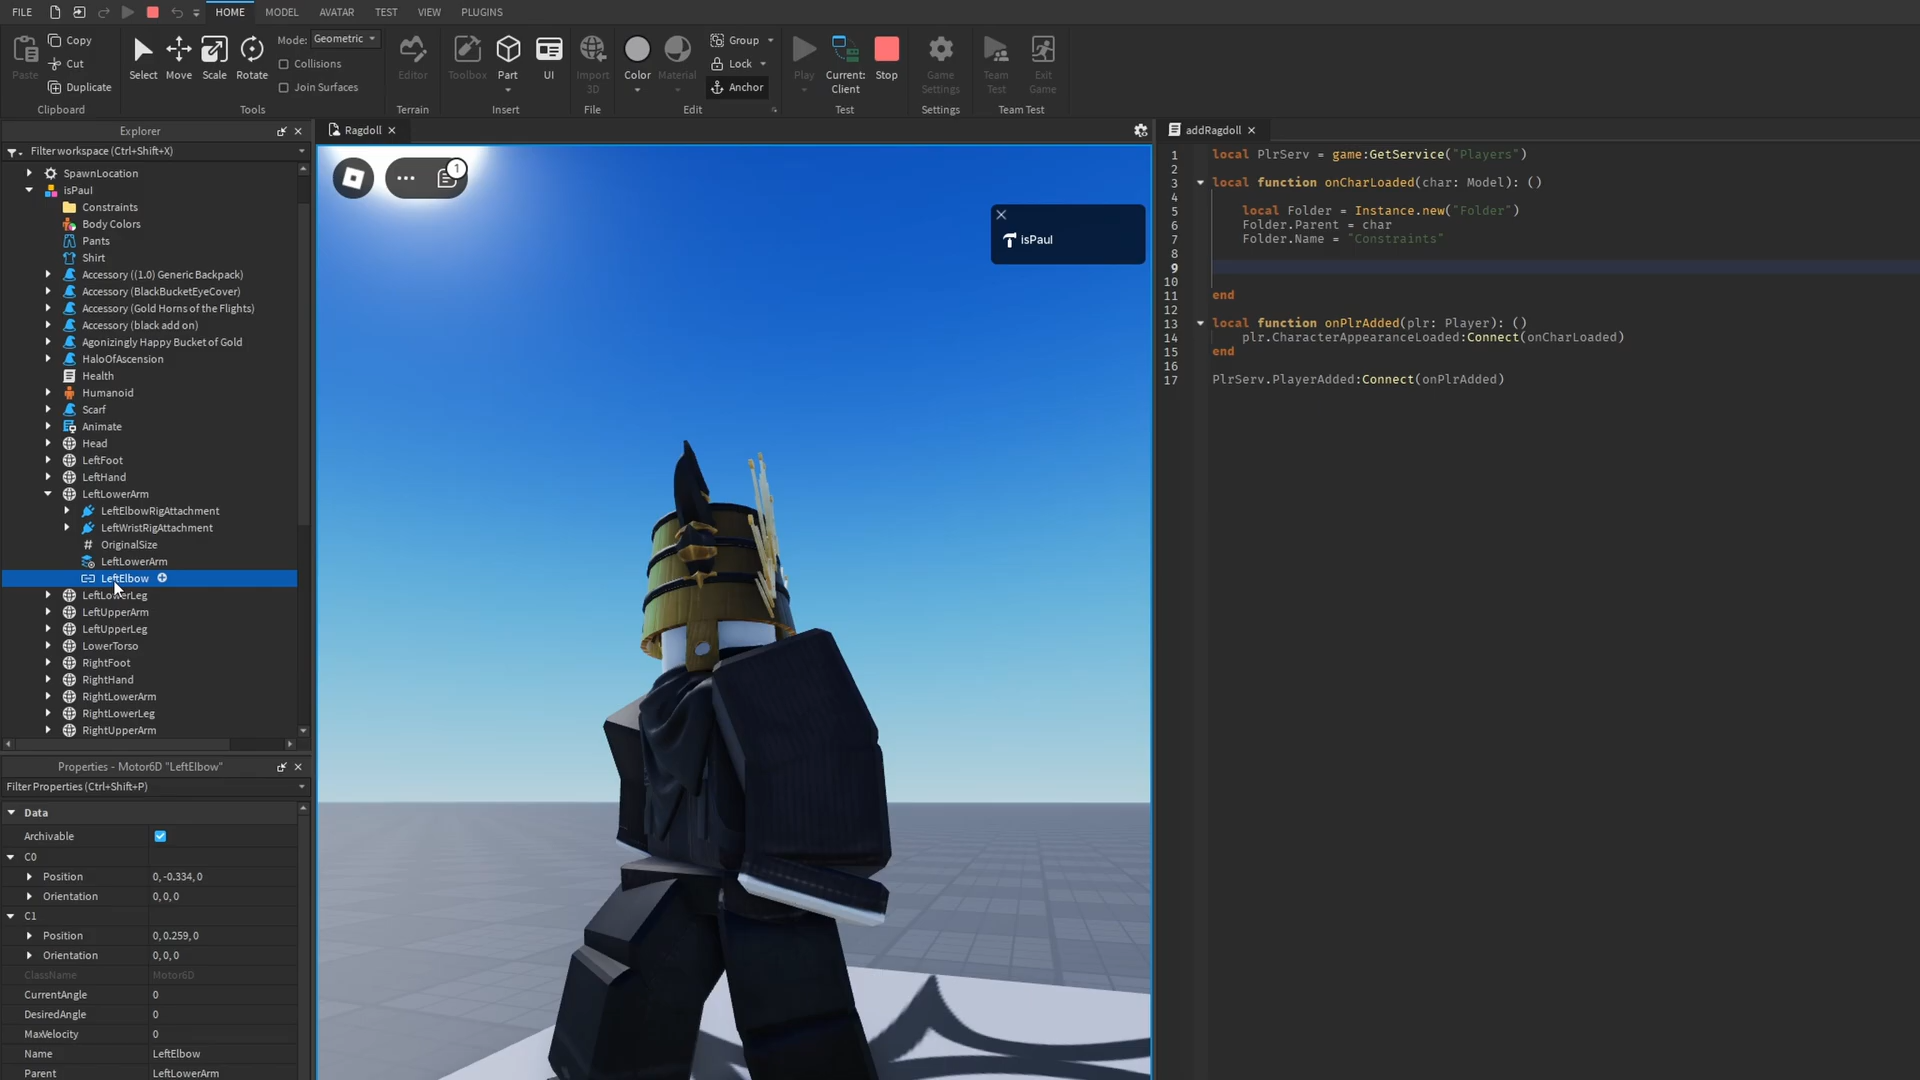 FILE
HOME
MODEL
AVATAR
TEST
VIEW
PLUGINS
Paste
Copy
Cut
Duplicate
Clipboard
Select
Move
Scale
Rotate
Mode: Geometric
Collisions
Join Surfaces
Tools
Editor
Terrain
Toolbox
Part
UI
Insert
Import
3D
File
Color
Material
Group
Lock
Anchor
Edit
Play
Current:
Client
Stop
Test
Game
Settings
Settings
Team
Test
Exit
Game
Team Test
Explorer
Filter workspace (Ctrl+Shift+X)
SpawnLocation
isPaul
Constraints
Body Colors
Pants
Shirt
Accessory ((1.0) Generic Backpack)
Accessory (BlackBucketEyeCover)
Accessory (Gold Horns of the Flights)
Accessory (black add on)
Agonizingly Happy Bucket of Gold
HaloOfAscension
Health
Humanoid
Scarf
Animate
Head
LeftFoot
LeftHand
LeftLowerArm
LeftElbowRigAttachment
LeftWristRigAttachment
OriginalSize
LeftLowerArm
LeftElbow
LeftLowerLeg
LeftUpperArm
LeftUpperLeg
LowerTorso
RightFoot
RightHand
RightLowerArm
RightLowerLeg
RightUpperArm
Properties - Motor6D "LeftElbow"
Filter Properties (Ctrl+Shift+P)
Data
Archivable
C0
Position 0, -0.334, 0
Orientation 0, 0, 0
C1
Position 0, 0.259, 0
Orientation 0, 0, 0
ClassName Motor6D
CurrentAngle 0
DesiredAngle 0
MaxVelocity 0
Name LeftElbow
Parent LeftLowerArm
Ragdoll
1
isPaul
addRagdoll
1 local PlrServ = game:GetService("Players")
2
3 local function onCharLoaded(char: Model): ()
4
5 local Folder = Instance.new("Folder")
6 Folder.Parent = char
7 Folder.Name = "Constraints"
8
9
10
11 end
12
13 local function onPlrAdded(plr: Player): ()
14 plr.CharacterAppearanceLoaded:Connect(onCharLoaded)
15 end
16
17 PlrServ.PlayerAdded:Connect(onPlrAdded)